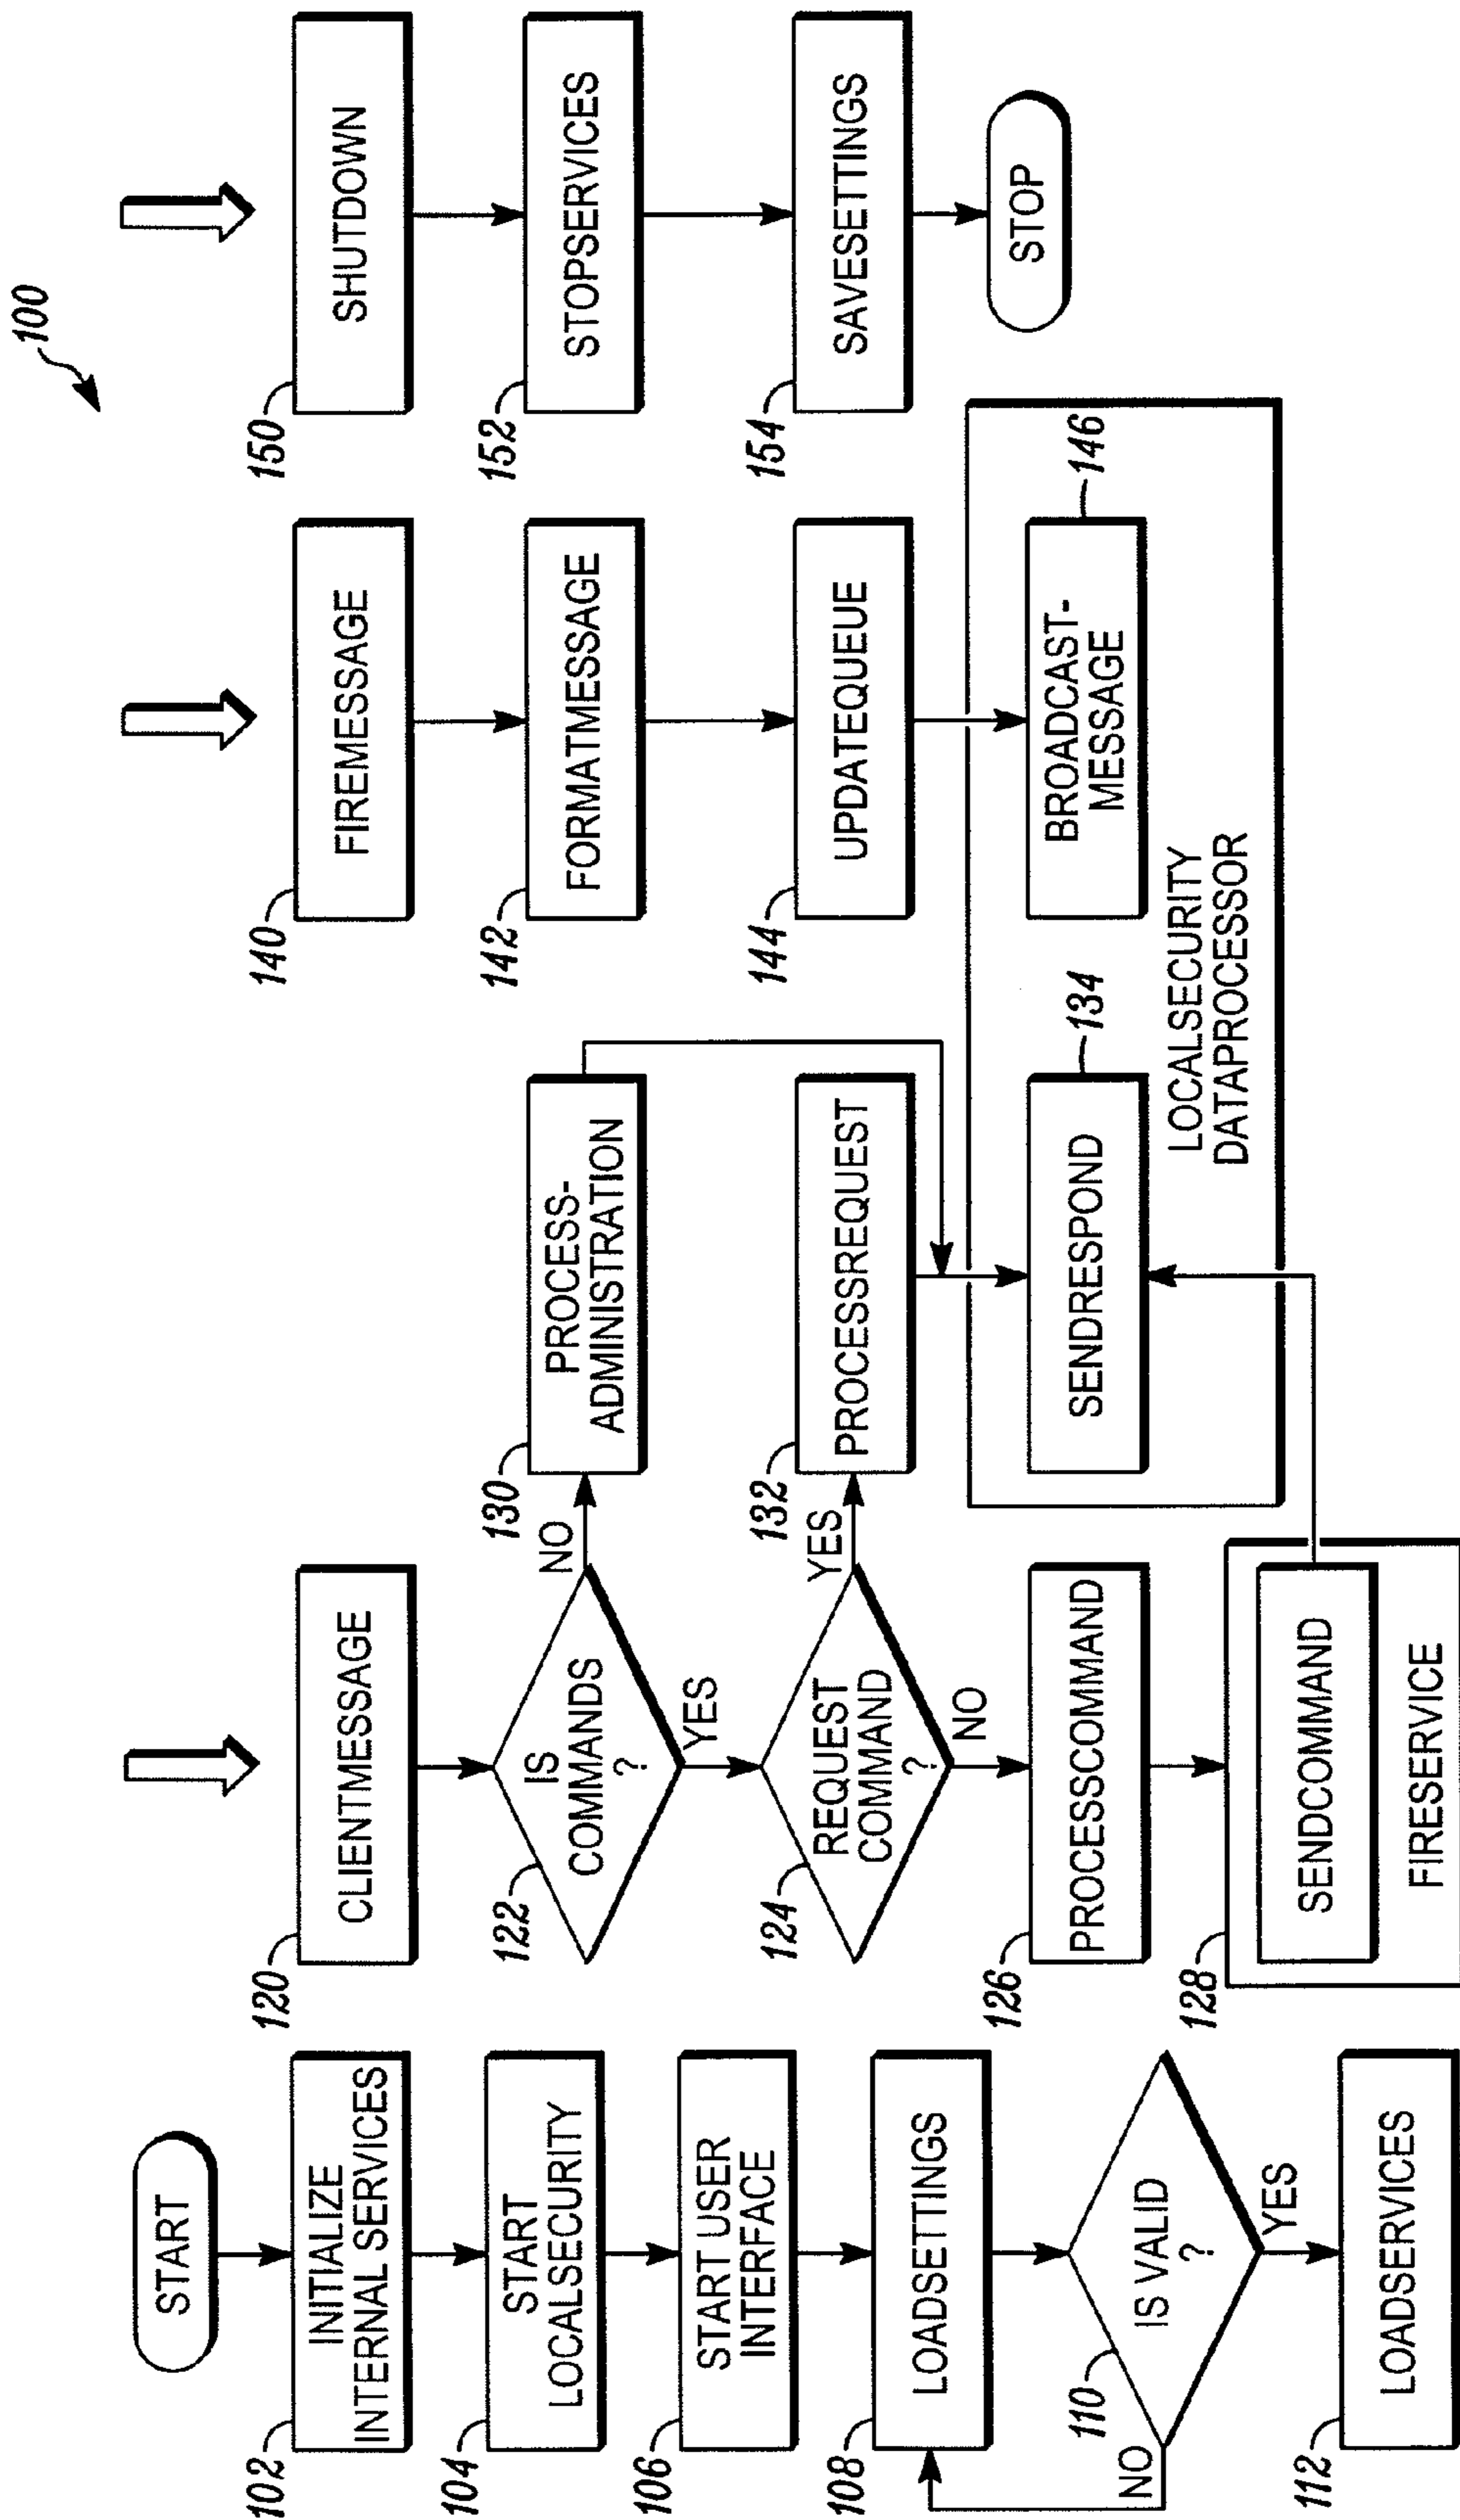 100
START
102
INITIALIZE
INTERNAL SERVICES
104
START
LOCALSECURITY
106
START USER
INTERFACE
108
LOADSETTINGS
110
IS VALID
?
NO
YES
112
LOADSERVICES
120
CLIENTMESSAGE
122
IS
COMMANDS
?
NO
YES
130
PROCESS-
ADMINISTRATION
124
REQUEST
COMMAND
?
YES
NO
132
PROCESSREQUEST
126
PROCESSCOMMAND
128
SENDCOMMAND
FIRESERVICE
134
SENDRESPOND
LOCALSECURITY
DATAPROCESSOR
140
FIREMESSAGE
142
FORMATMESSAGE
144
UPDATEQUEUE
146
BROADCAST-
MESSAGE
150
SHUTDOWN
152
STOPSERVICES
154
SAVESETTINGS
STOP